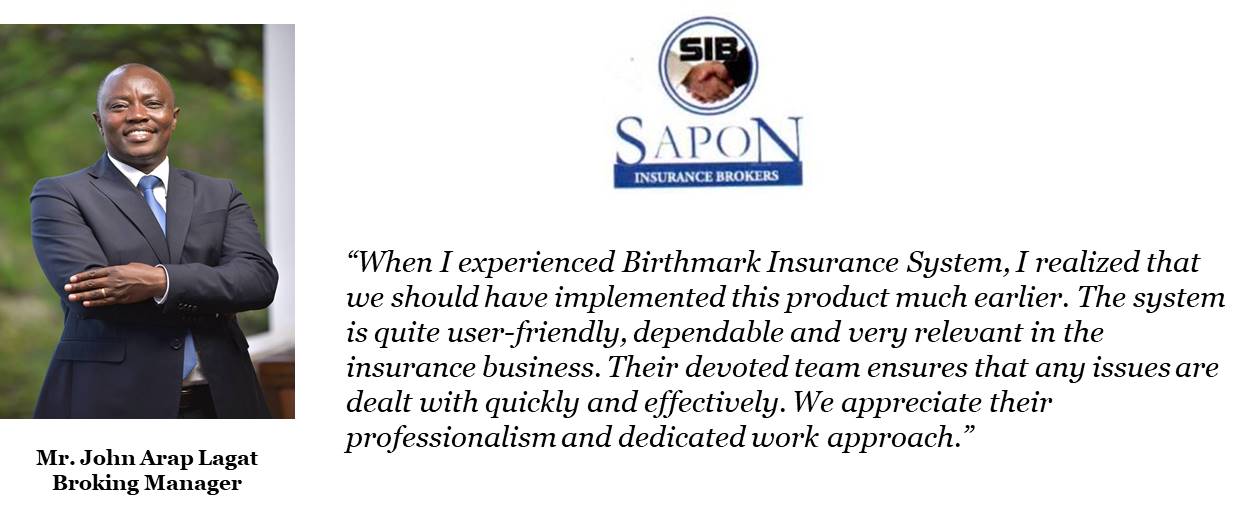 SIB
SAPON
INSURANCE BROKERS
“When I experienced Birthmark Insurance System, I realized that
we should have implemented this product much earlier. The system
is quite user-friendly, dependable and very relevant in the
insurance business. Their devoted team ensures that any issues are
dealt with quickly and effectively. We appreciate their
professionalism and dedicated work approach.”
Mr. John Arap Lagat
Broking Manager